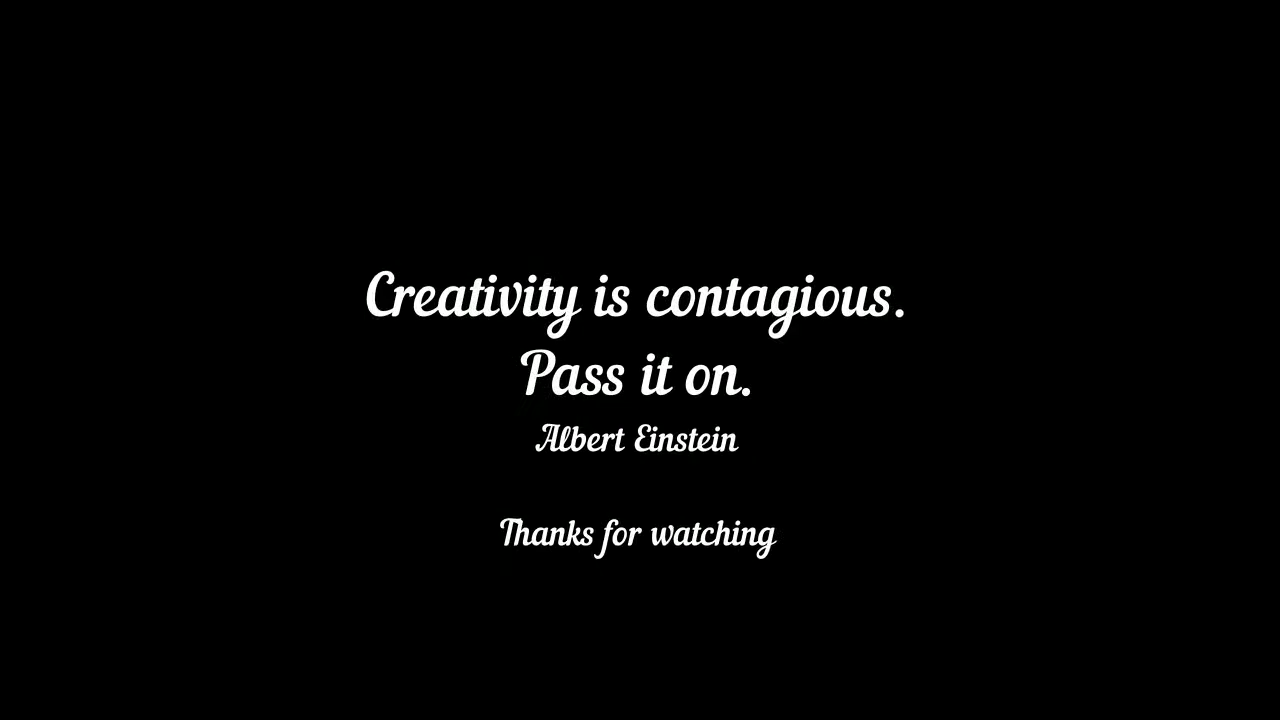 Creativity is contagious.
Pass it on.
Albert Einstein
Thanks for watching